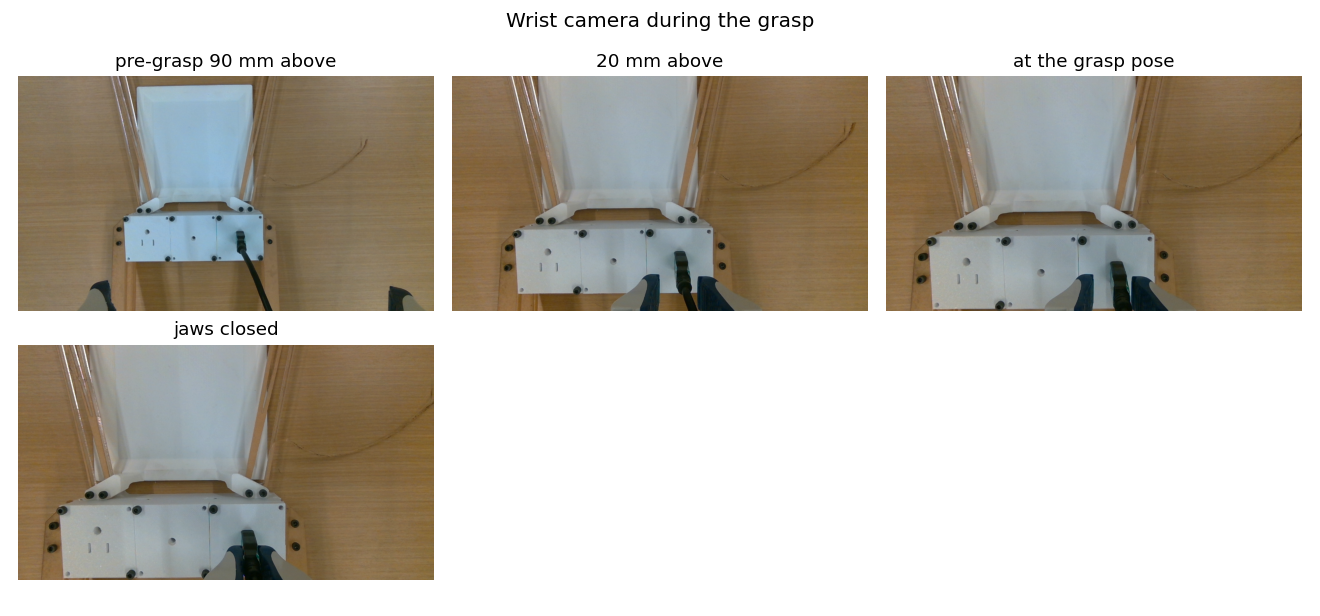 Wrist camera during the grasp
pre-grasp 90 mm above
20 mm above
at the grasp pose
jaws closed